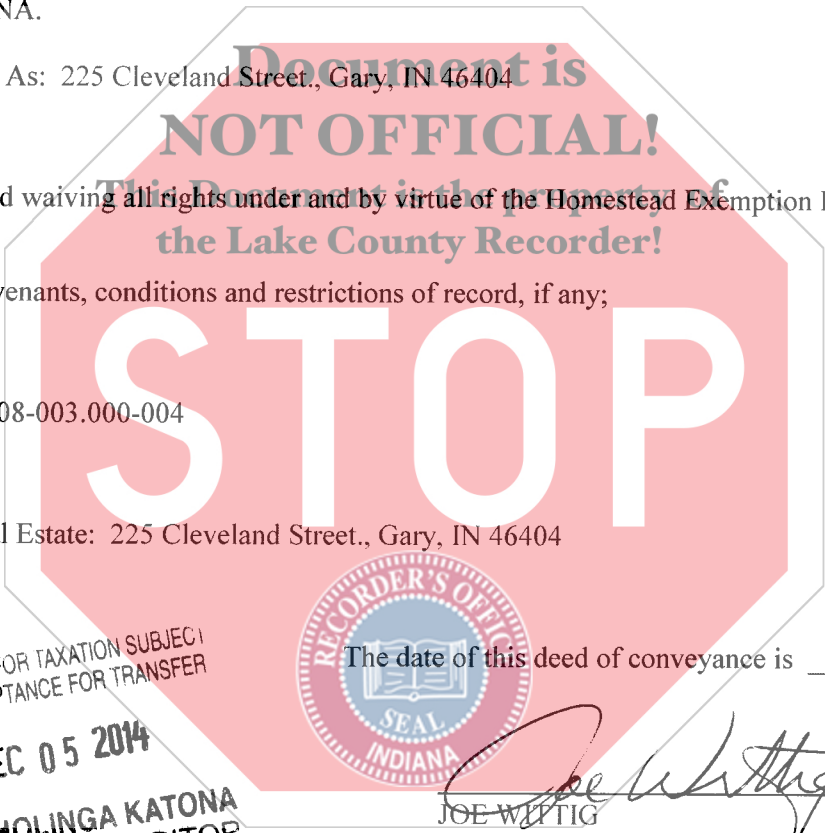 NA.
As: 225 Cleveland Street., Gary, IN 46404
Document is
NOT OFFICIAL!
waiving all rights under and by virtue of the Homestead Exemption
This Document is the property of
the Lake County Recorder!
venants, conditions and restrictions of record, if any;
STOP
08-003.000-004
l Estate: 225 Cleveland Street., Gary, IN 46404
OR TAXATION SUBJECT
PTANCE FOR TRANSFER
The date of this deed of conveyance is
EC 05 2014
RECORDER'S OFFICE
SEAL
INDIANA
Joe Wittig
HOLINGA KATONA
JOE WITTIG
DITOR